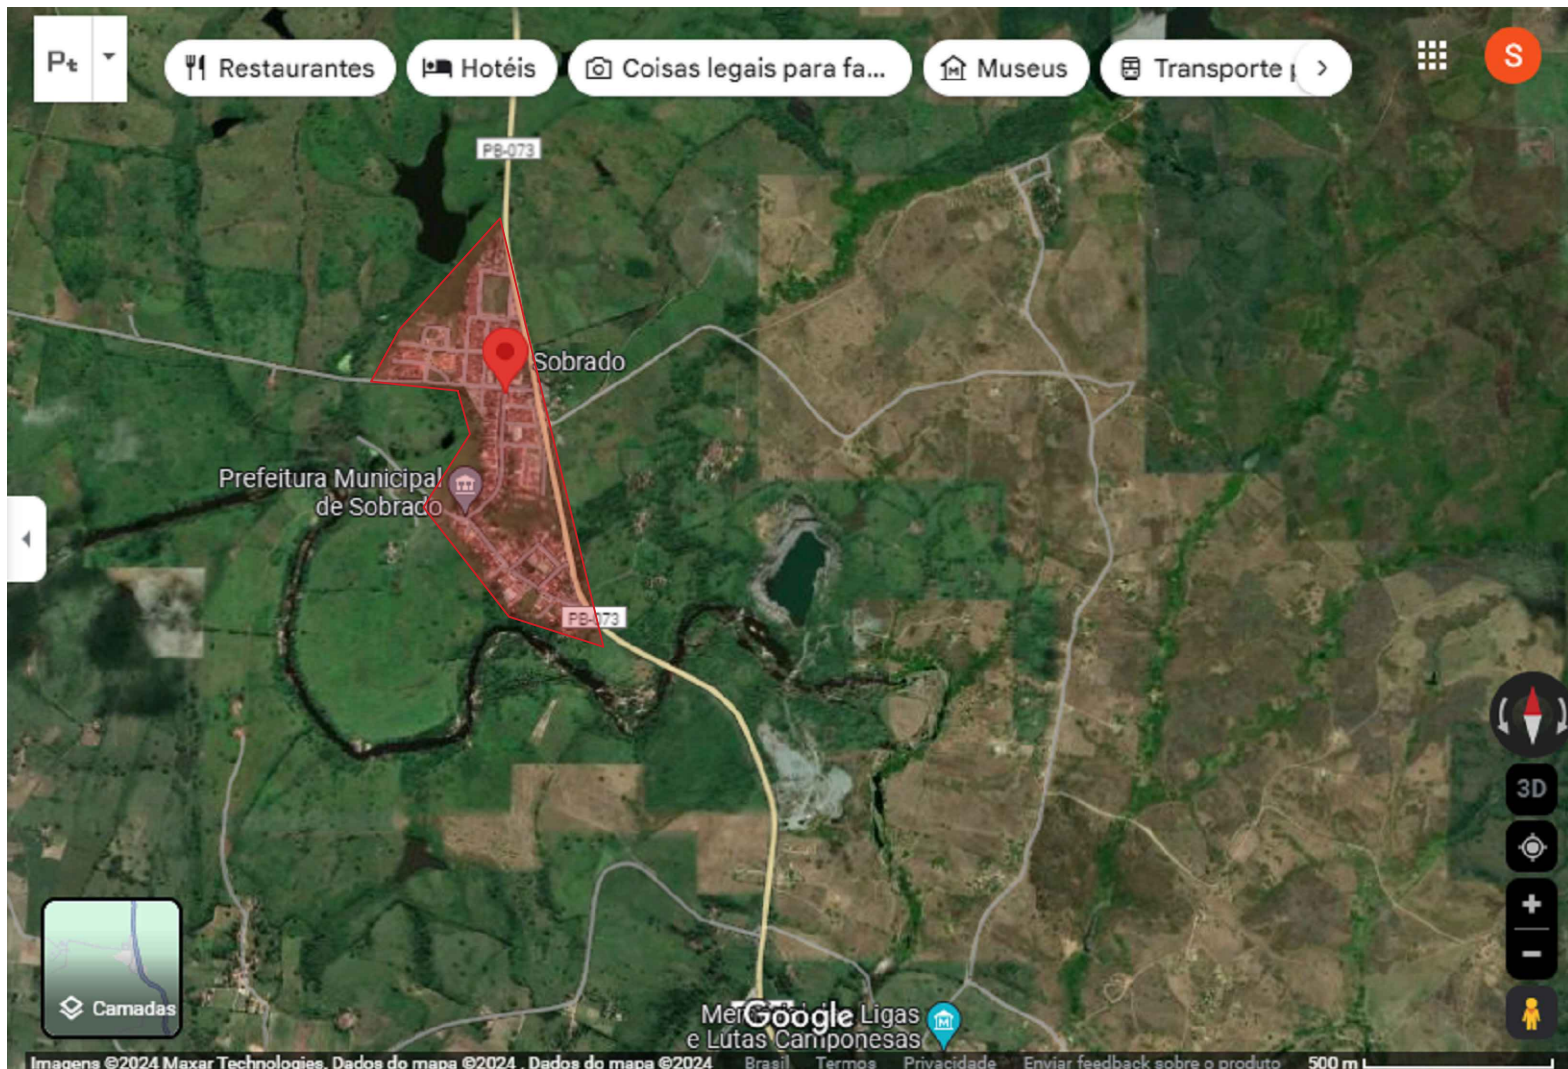 Pt
Restaurantes
Hotéis
Coisas legais para fa...
Museus
Transporte
S
PB-073
Sobrado
Prefeitura Municipal
de Sobrado
PB-073
3D
Camadas
Google
Ligas
e Lutas Camponesas
Imagens ©2024 Maxar Technologies, Dados do mapa ©2024 , Dados do mapa ©2024 Brasil Termos Privacidade Enviar feedback sobre o produto 500 m